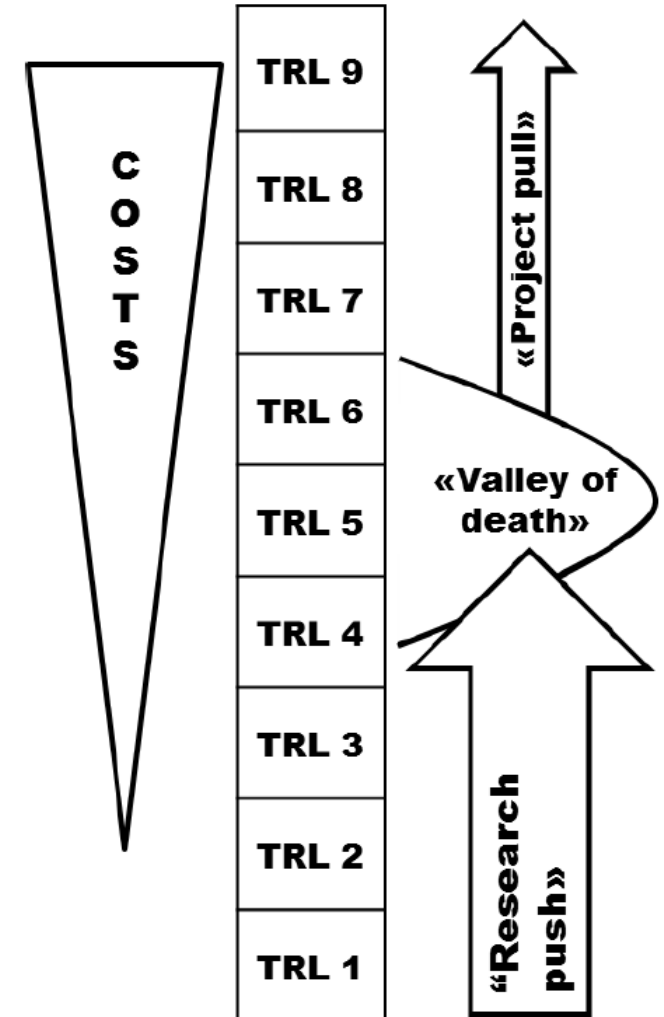 C
O
S
T
S
TRL 9
TRL 8
TRL 7
TRL 6
TRL 5
TRL 4
TRL 3
TRL 2
TRL 1
«Project pull»
«Valley of
death»
“Research
push»